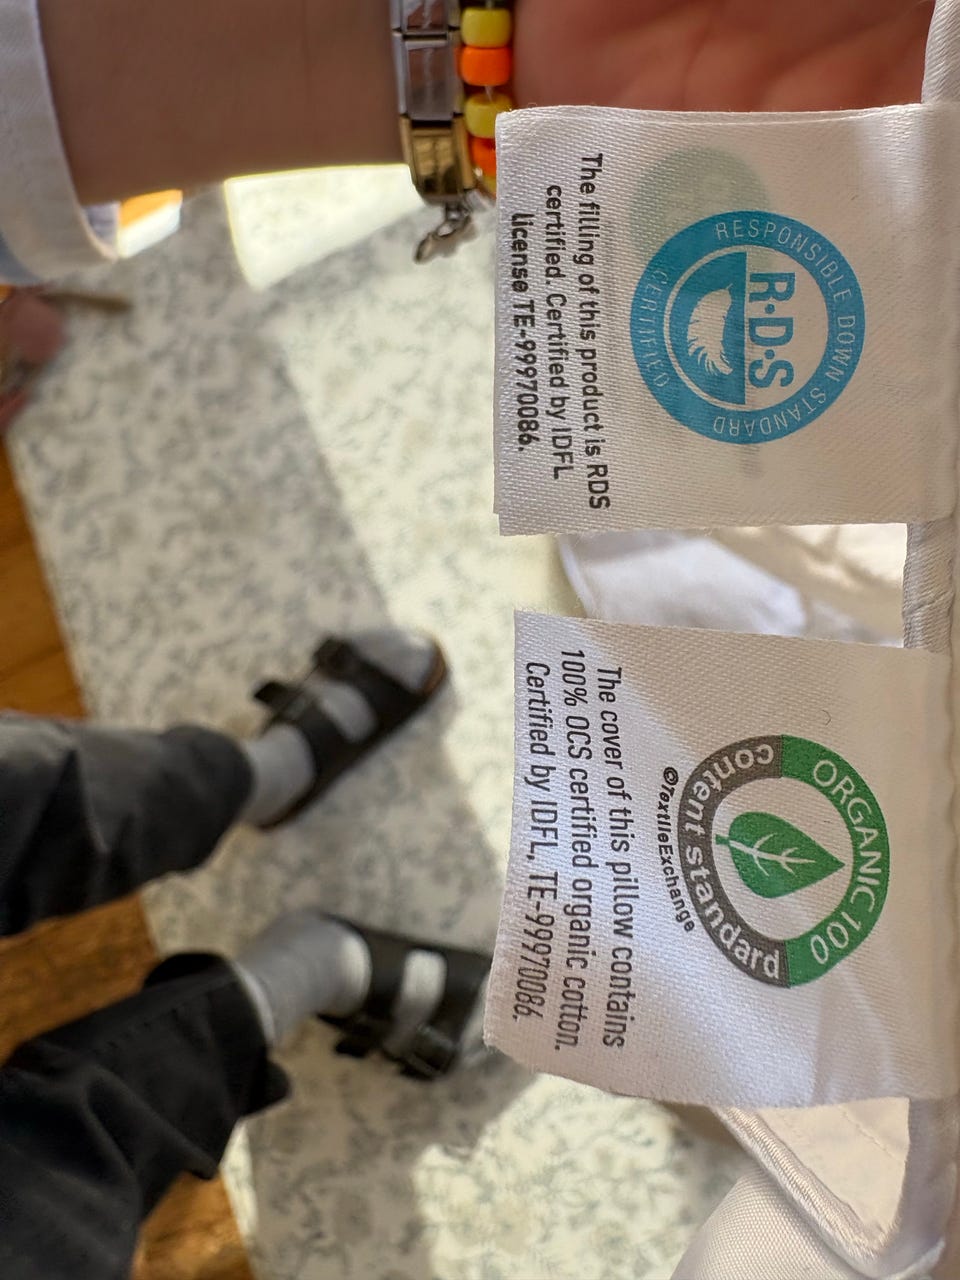 RESPONSIBLE DOWN STANDARD
R·D·S
CERTIFIED
The filling of this product is RDS
certified. Certified by IDFL
license TE-99970086.
ORGANIC 100
content standard
©TextileExchange
The cover of this pillow contains
100% OCS certified organic cotton.
Certified by IDFL, TE-99970086.